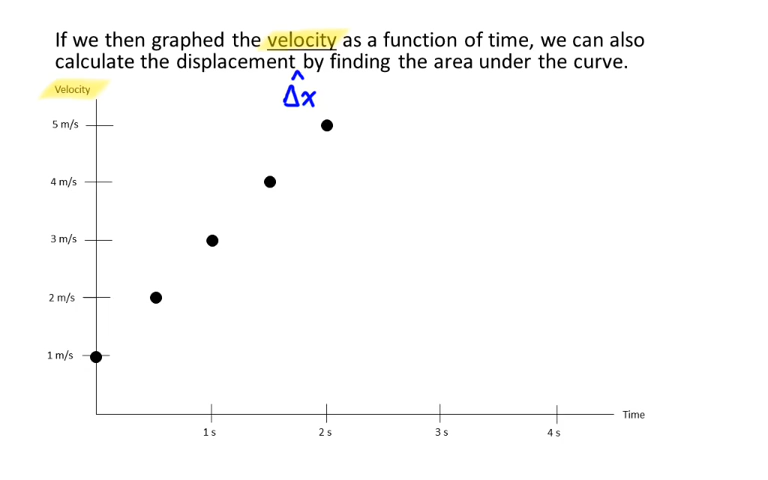 If we then graphed the velocity as a function of time, we can also
calculate the displacement by finding the area under the curve.
^
Δx
Velocity
5 m/s
4 m/s
3 m/s
2 m/s
1 m/s
Time
1 s
2 s
3 s
4 s